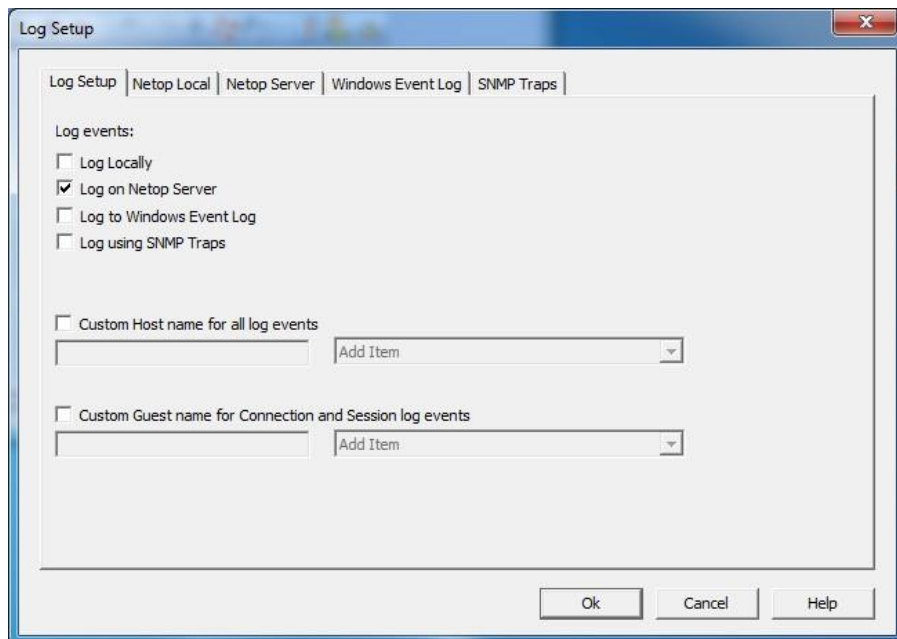 Log Setup
Log Setup Netop Local Netop Server Windows Event Log SNMP Traps
Log events:
Log Locally
Log on Netop Server
Log to Windows Event Log
Log using SNMP Traps
Custom Host name for all log events
Add Item
Custom Guest name for Connection and Session log events
Add Item
Ok Cancel Help